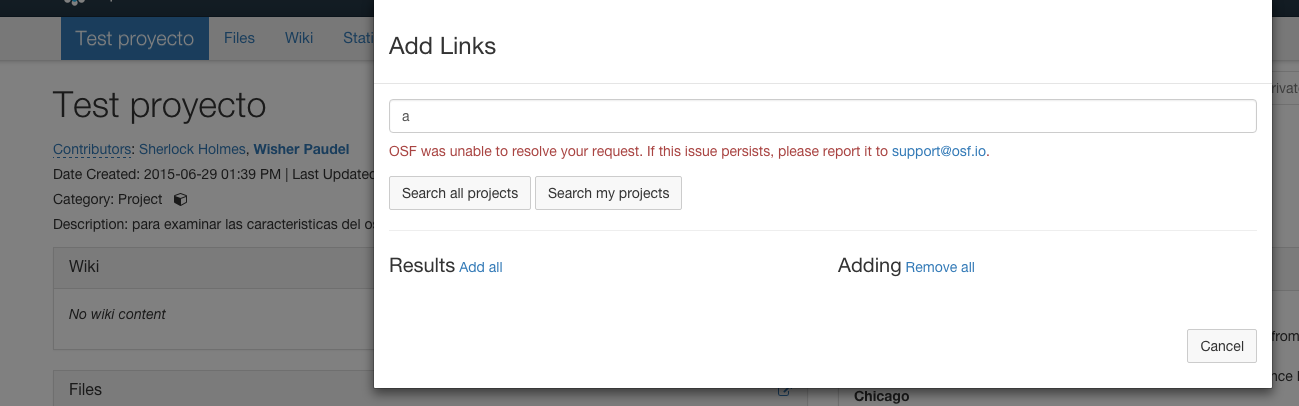 Test proyecto Files Wiki Stati
Add Links
Test proyecto
a
Contributors: Sherlock Holmes, Wisher Paudel
OSF was unable to resolve your request. If this issue persists, please report it to support@osf.io.
Date Created: 2015-06-29 01:39 PM | Last Updated
Search all projects Search my projects
Category: Project
Description: para examinar las caracteristicas del os
Wiki
Results Add all
Adding Remove all
No wiki content
Cancel
from
Files
Chicago